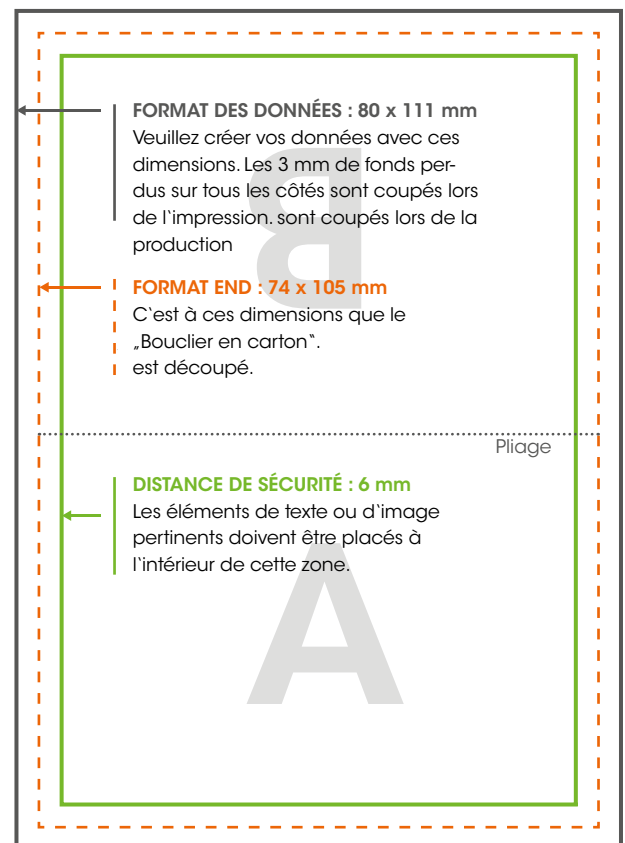 FORMAT DES DONNÉES : 80 x 111 mm
Veuillez créer vos données avec ces
dimensions. Les 3 mm de fonds per-
dus sur tous les côtés sont coupés lors
de l‘impression. sont coupés lors de la
production
B
FORMAT END : 74 x 105 mm
C‘est à ces dimensions que le
„Bouclier en carton“.
est découpé.
Pliage
DISTANCE DE SÉCURITÉ : 6 mm
Les éléments de texte ou d‘image
pertinents doivent être placés à
l‘intérieur de cette zone.
A